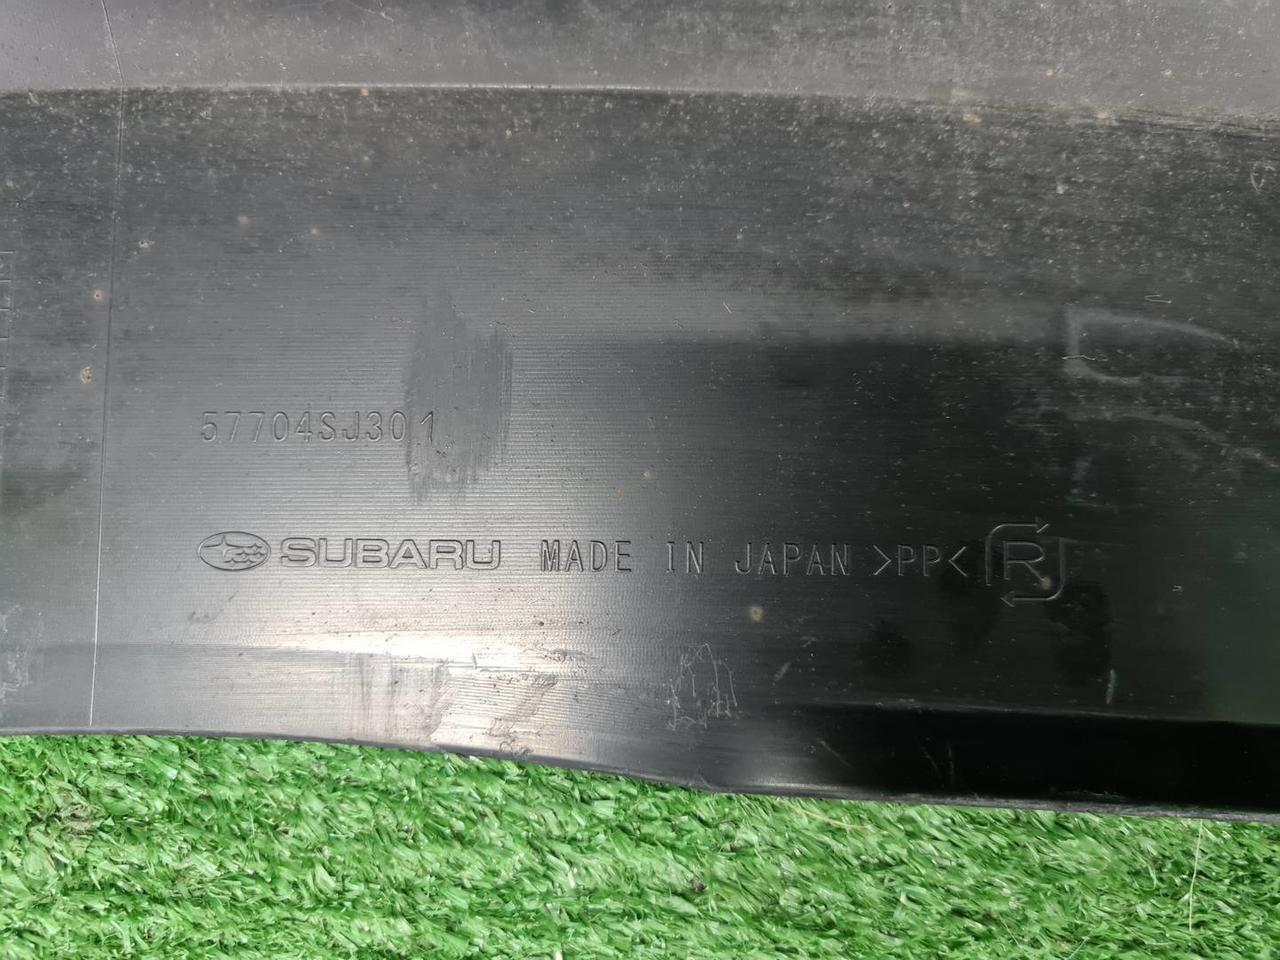 57704SJ301
SUBARU MADE IN JAPAN >PP< R